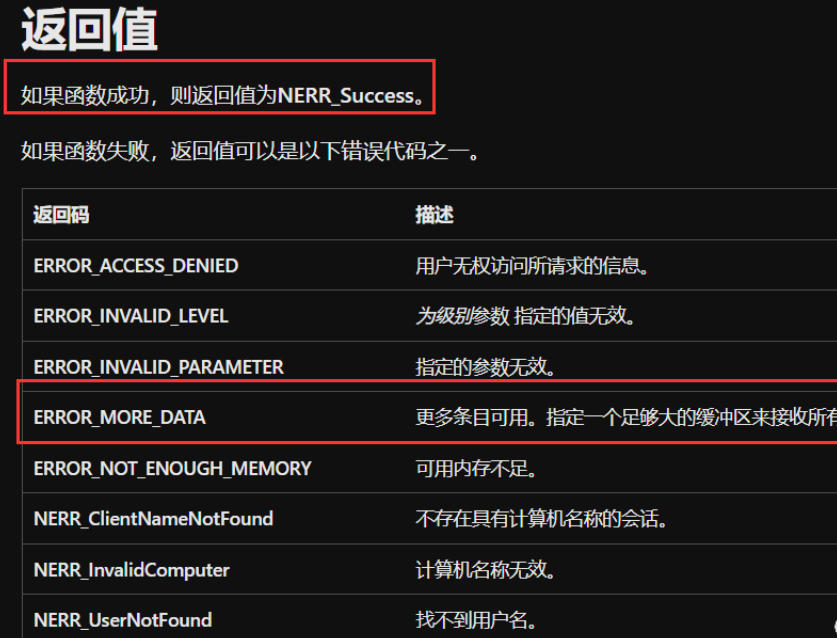 返回值
如果函数成功，则返回值为NERR_Success。
如果函数失败，返回值可以是以下错误代码之一。
返回码 描述
ERROR_ACCESS_DENIED 用户无权访问所请求的信息。
ERROR_INVALID_LEVEL 为级别参数 指定的值无效。
ERROR_INVALID_PARAMETER 指定的参数无效。
ERROR_MORE_DATA 更多条目可用。指定一个足够大的缓冲区来接收所有
ERROR_NOT_ENOUGH_MEMORY 可用内存不足。
NERR_ClientNameNotFound 不存在具有计算机名称的会话。
NERR_InvalidComputer 计算机名称无效。
NERR_UserNotFound 找不到用户名。